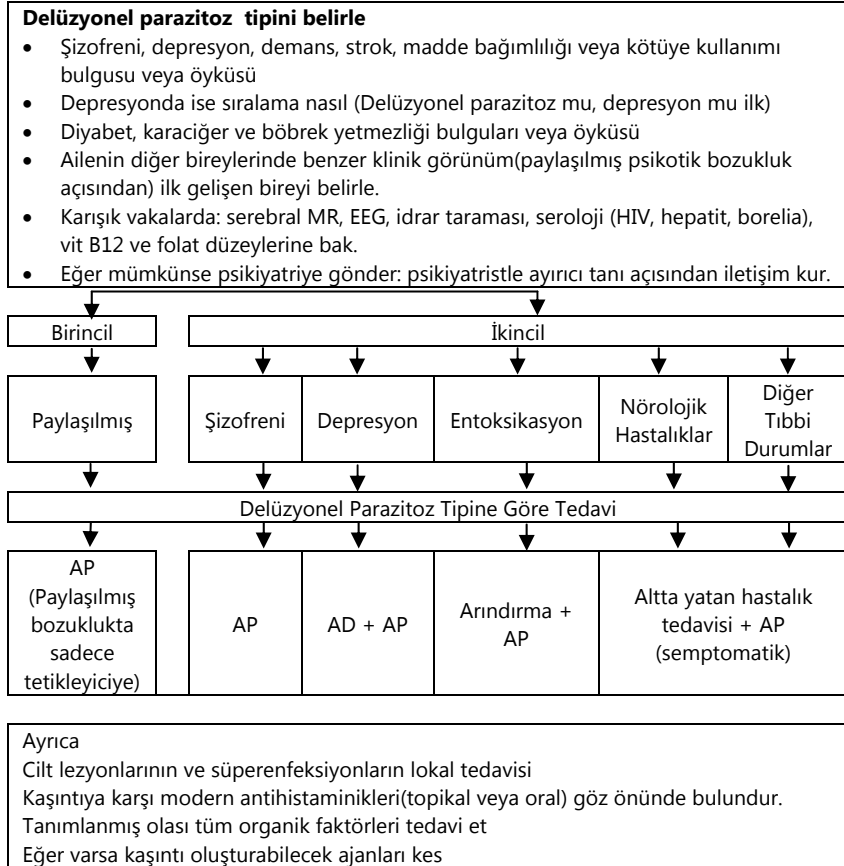 Delüzyonel parazitoz tipini belirle
• Şizofreni, depresyon, demans, strok, madde bağımlılığı veya kötüye kullanımı
bulgusu veya öyküsü
• Depresyonda ise sıralama nasıl (Delüzyonel parazitoz mu, depresyon mu ilk)
• Diyabet, karaciğer ve böbrek yetmezliği bulguları veya öyküsü
• Ailenin diğer bireylerinde benzer klinik görünüm(paylaşılmış psikotik bozukluk
açısından) ilk gelişen bireyi belirle.
• Karışık vakalarda: serebral MR, EEG, idrar taraması, seroloji (HIV, hepatit, borelia),
vit B12 ve folat düzeylerine bak.
• Eğer mümkünse psikiyatriye gönder: psikiyatristle ayırıcı tanı açısından iletişim kur.
Birincil
İkincil
Paylaşılmış
Şizofreni
Depresyon
Entoksikasyon
Nörolojik
Hastalıklar
Diğer
Tıbbi
Durumlar
Delüzyonel Parazitoz Tipine Göre Tedavi
AP
(Paylaşılmış
bozuklukta
sadece
tetikleyiciye)
AP
AD + AP
Arındırma +
AP
Altta yatan hastalık
tedavisi + AP
(semptomatik)
Ayrıca
Cilt lezyonlarının ve süperenfeksiyonların lokal tedavisi
Kaşıntıya karşı modern antihistaminikleri(topikal veya oral) göz önünde bulundur.
Tanımlanmış olası tüm organik faktörleri tedavi et
Eğer varsa kaşıntı oluşturabilecek ajanları kes